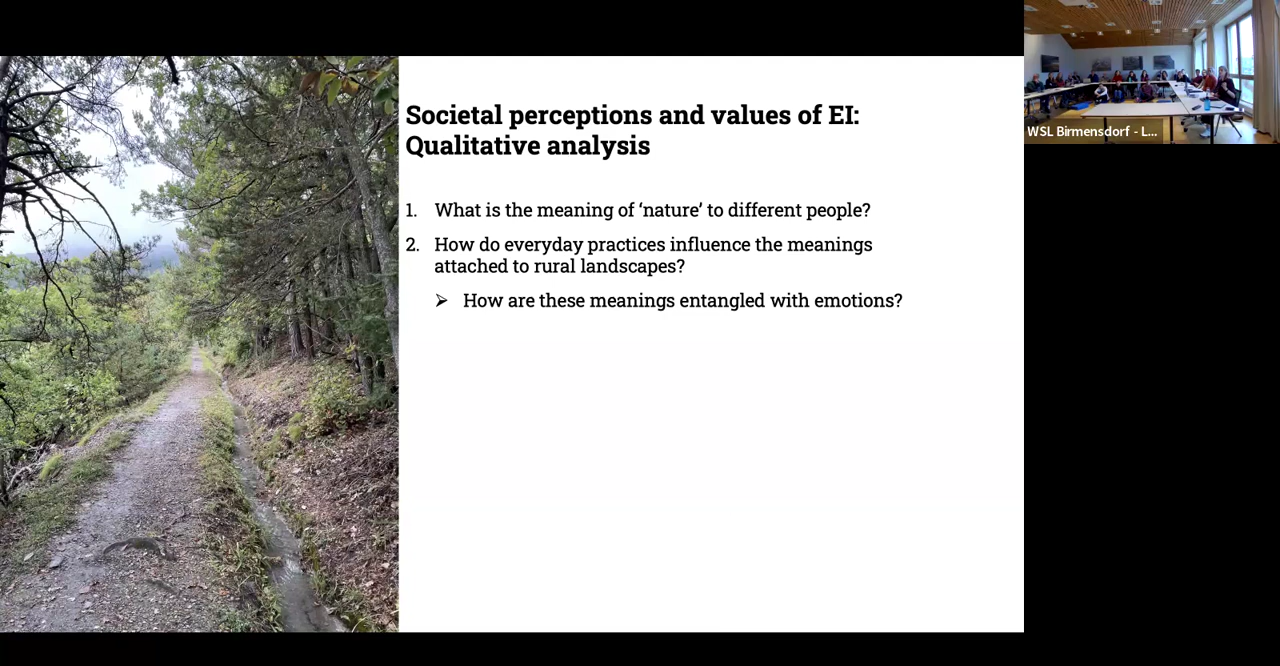 Societal perceptions and values of EI:
Qualitative analysis
1. What is the meaning of ‘nature’ to different people?
2. How do everyday practices influence the meanings
attached to rural landscapes?
➢ How are these meanings entangled with emotions?
WSL Birmensdorf - L...